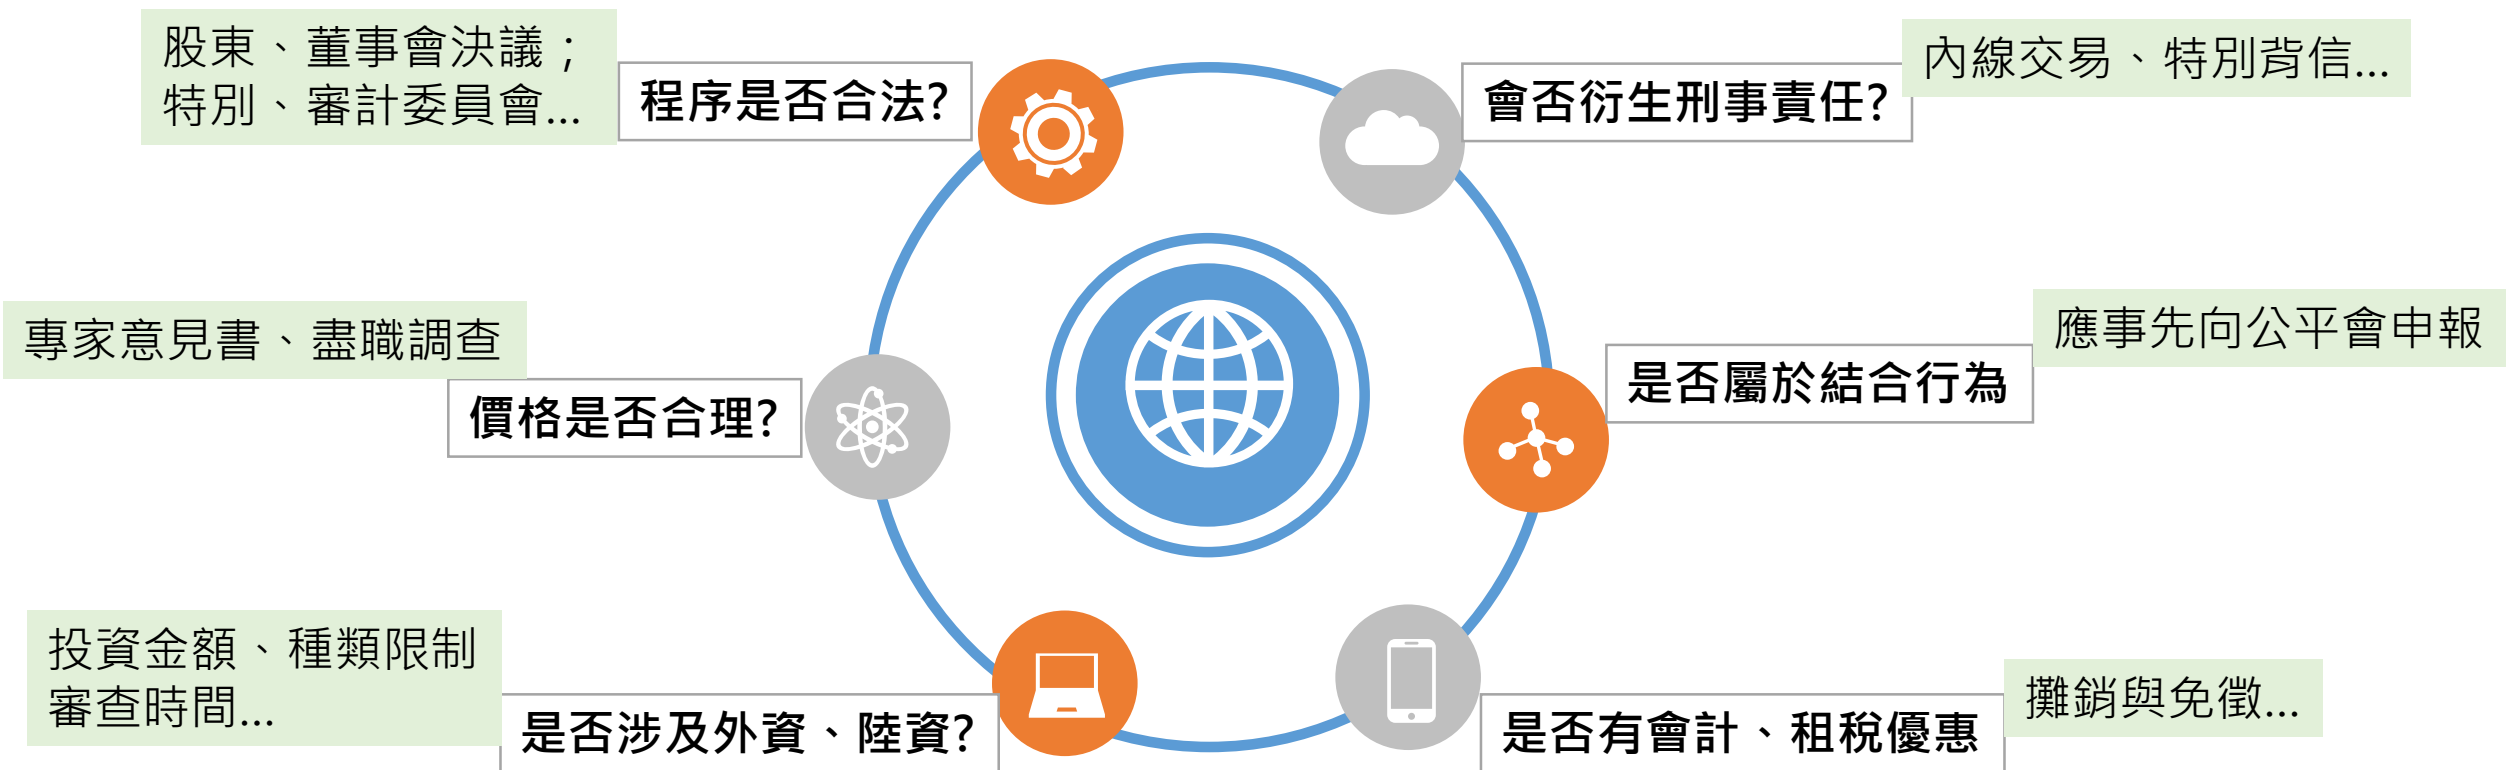 股東、董事會決議；
特別、審計委員會...
程序是否合法?
會否衍生刑事責任?
內線交易、特別背信...
專家意見書、盡職調查
價格是否合理?
應事先向公平會申報
是否屬於結合行為
投資金額、種類限制
審查時間...
是否涉及外資、陸資?
是否有會計、租稅優惠
攤銷與免徵...